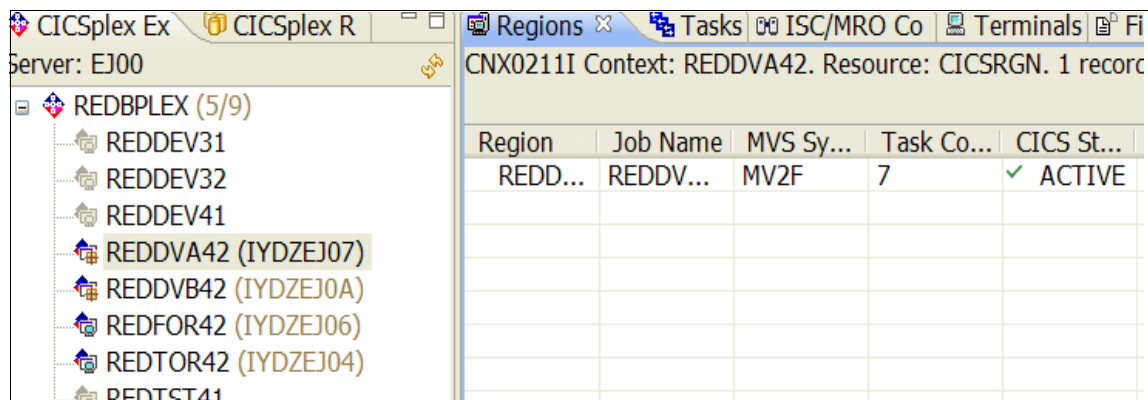 CICSplex Ex CICSplex R
Server: EJ00
REDBPLEX (5/9)
REDDEV31
REDDEV32
REDDEV41
REDDVA42 (IYDZEJ07)
REDDVB42 (IYDZEJ0A)
REDFOR42 (IYDZEJ06)
REDTOR42 (IYDZEJ04)
REDTST41
Regions Tasks ISC/MRO Co Terminals Fi
CNX0211I Context: REDDVA42. Resource: CICSRGN. 1 record
Region Job Name MVS Sy... Task Co... CICS St...
REDD... REDDV... MV2F 7 ACTIVE